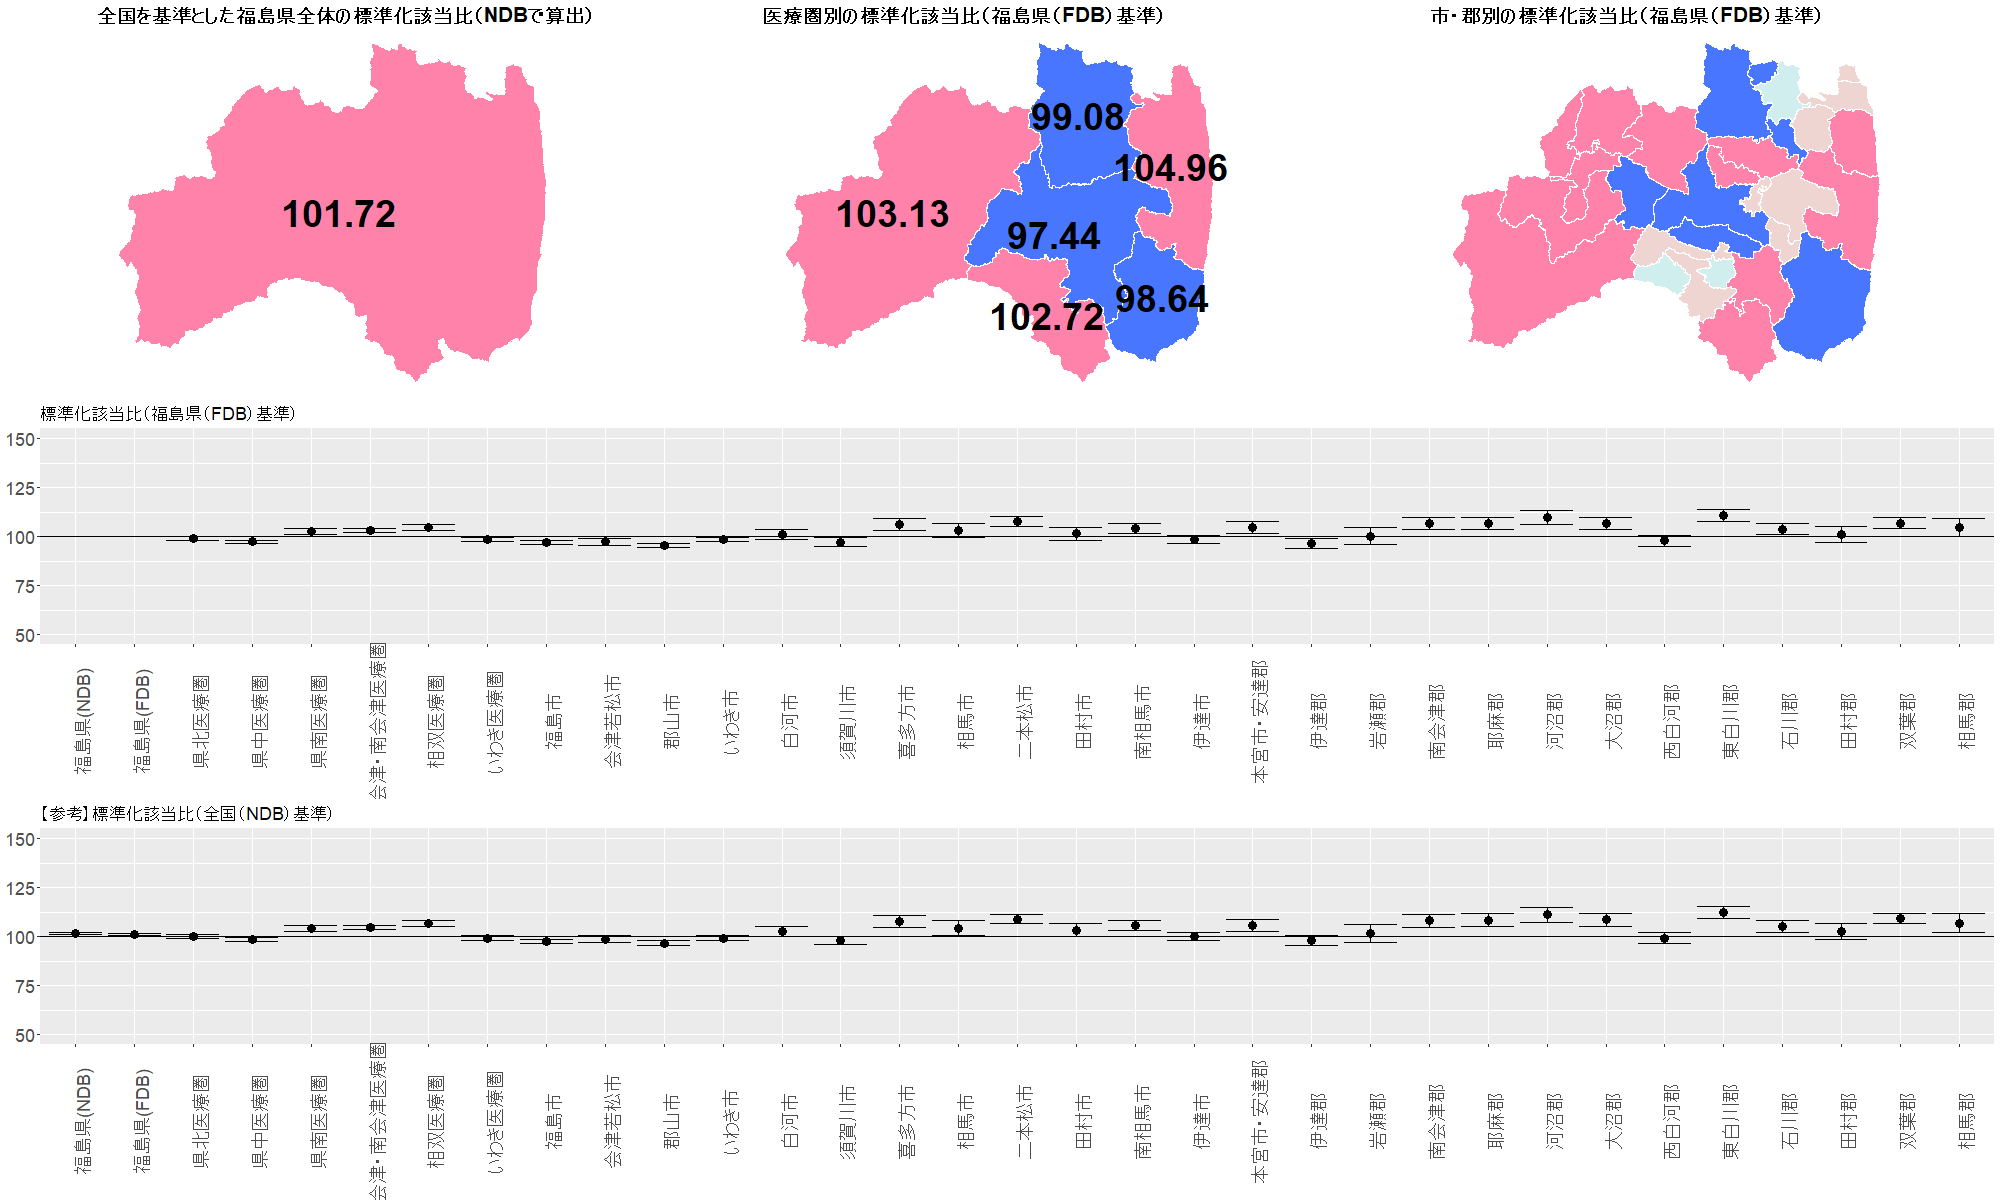 全国を基準とした福島県全体の標準化該当比（NDBで算出）
医療圏別の標準化該当比（福島県（FDB）基準）
市・郡別の標準化該当比（福島県（FDB）基準）
101.72
99.08
104.96
103.13
97.44
98.64
102.72
標準化該当比（福島県（FDB）基準）
150
125
100
75
50
福島県(NDB)
福島県(FDB)
県北医療圏
県中医療圏
県南医療圏
会津・南会津医療圏
相双医療圏
いわき医療圏
福島市
会津若松市
郡山市
いわき市
白河市
須賀川市
喜多方市
相馬市
二本松市
田村市
南相馬市
伊達市
本宮市・安達郡
伊達郡
岩瀬郡
南会津郡
耶麻郡
河沼郡
大沼郡
西白河郡
東白川郡
石川郡
田村郡
双葉郡
相馬郡
【参考】標準化該当比（全国（NDB）基準）
150
125
100
75
50
福島県(NDB)
福島県(FDB)
県北医療圏
県中医療圏
県南医療圏
会津・南会津医療圏
相双医療圏
いわき医療圏
福島市
会津若松市
郡山市
いわき市
白河市
須賀川市
喜多方市
相馬市
二本松市
田村市
南相馬市
伊達市
本宮市・安達郡
伊達郡
岩瀬郡
南会津郡
耶麻郡
河沼郡
大沼郡
西白河郡
東白川郡
石川郡
田村郡
双葉郡
相馬郡